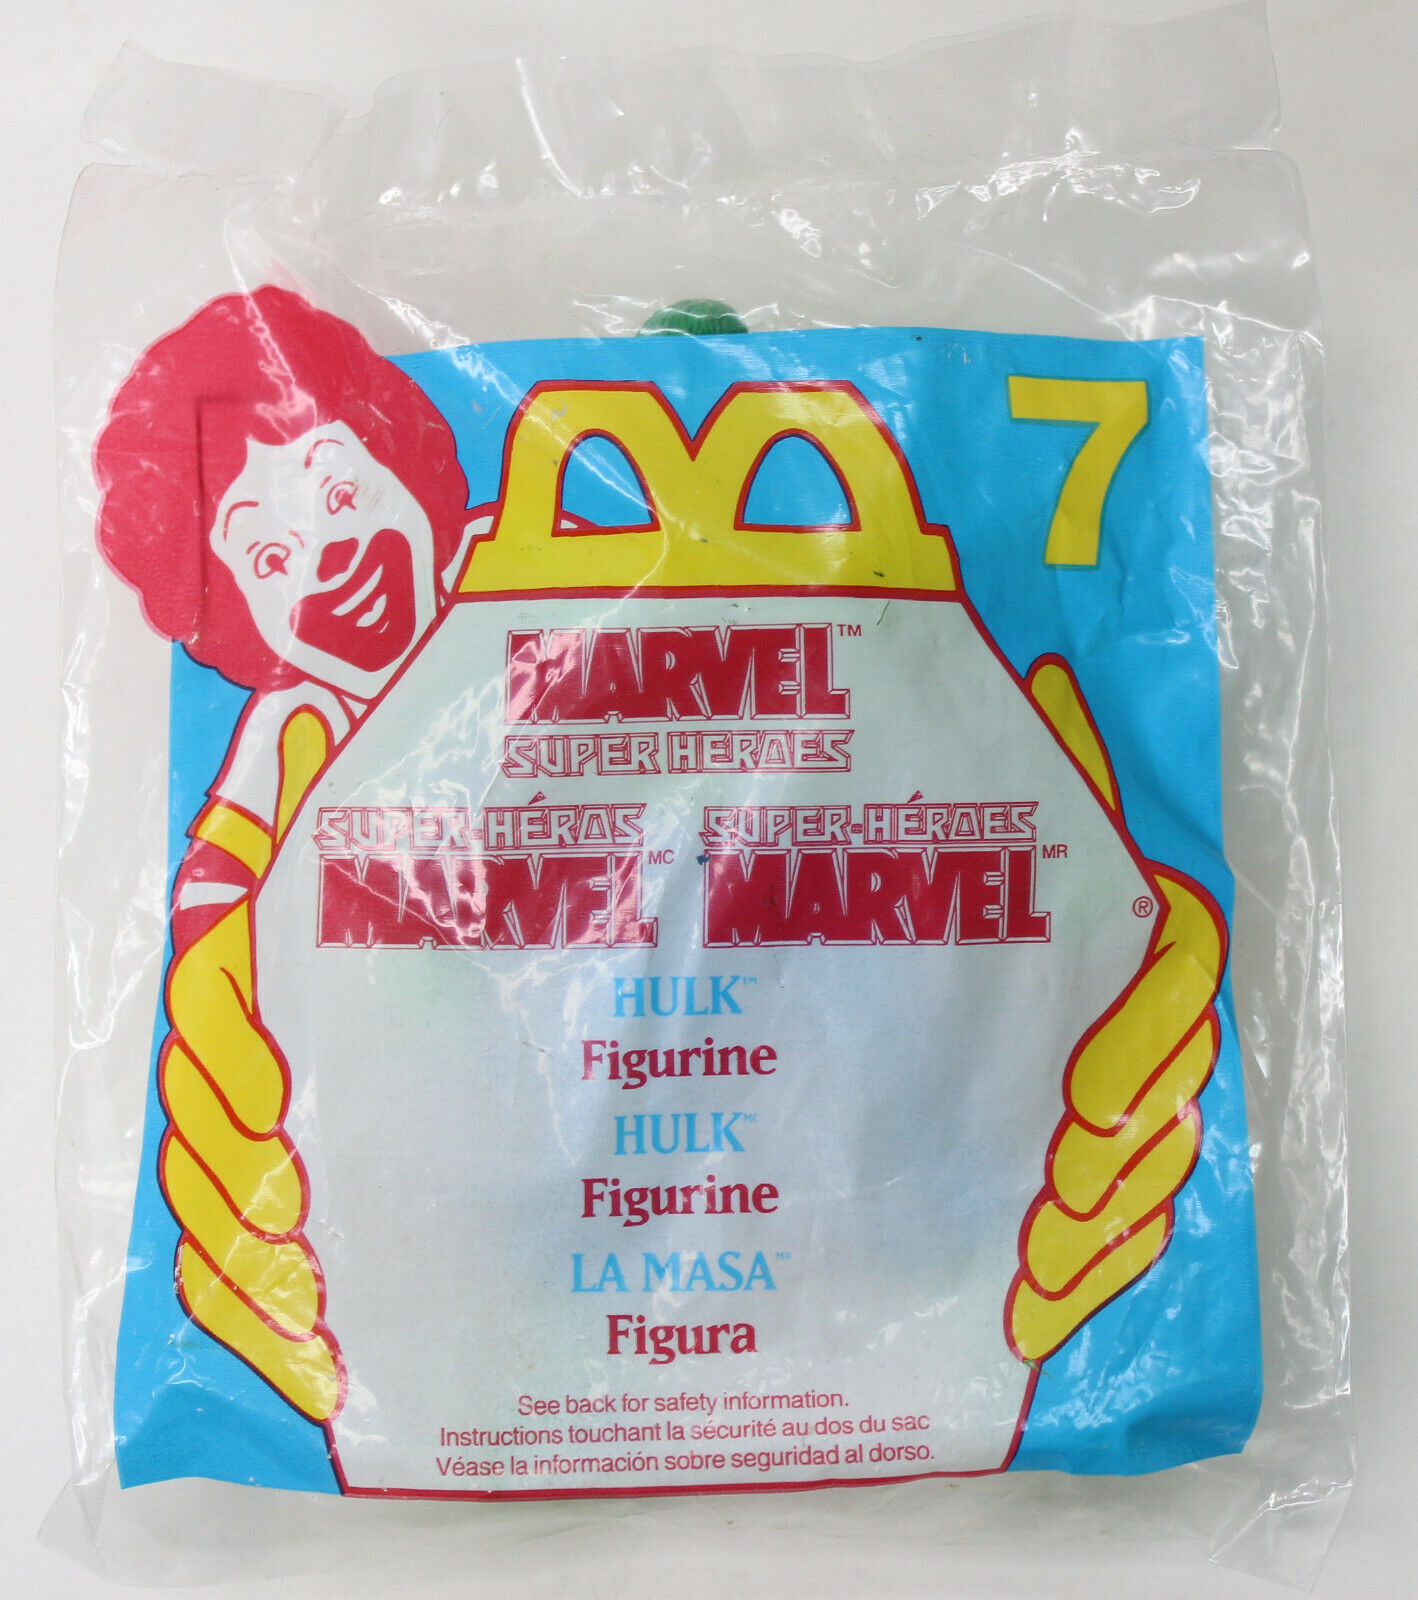 7
MARVEL™
SUPER HEROES
SUPER-HÉROS
MARVEL MC
SUPER-HÉROES
MARVEL MR
®
HULK™
Figurine
HULK MC
Figurine
LA MASA MR
Figura
See back for safety information.
Instructions touchant la sécurité au dos du sac
Véase la información sobre seguridad al dorso.